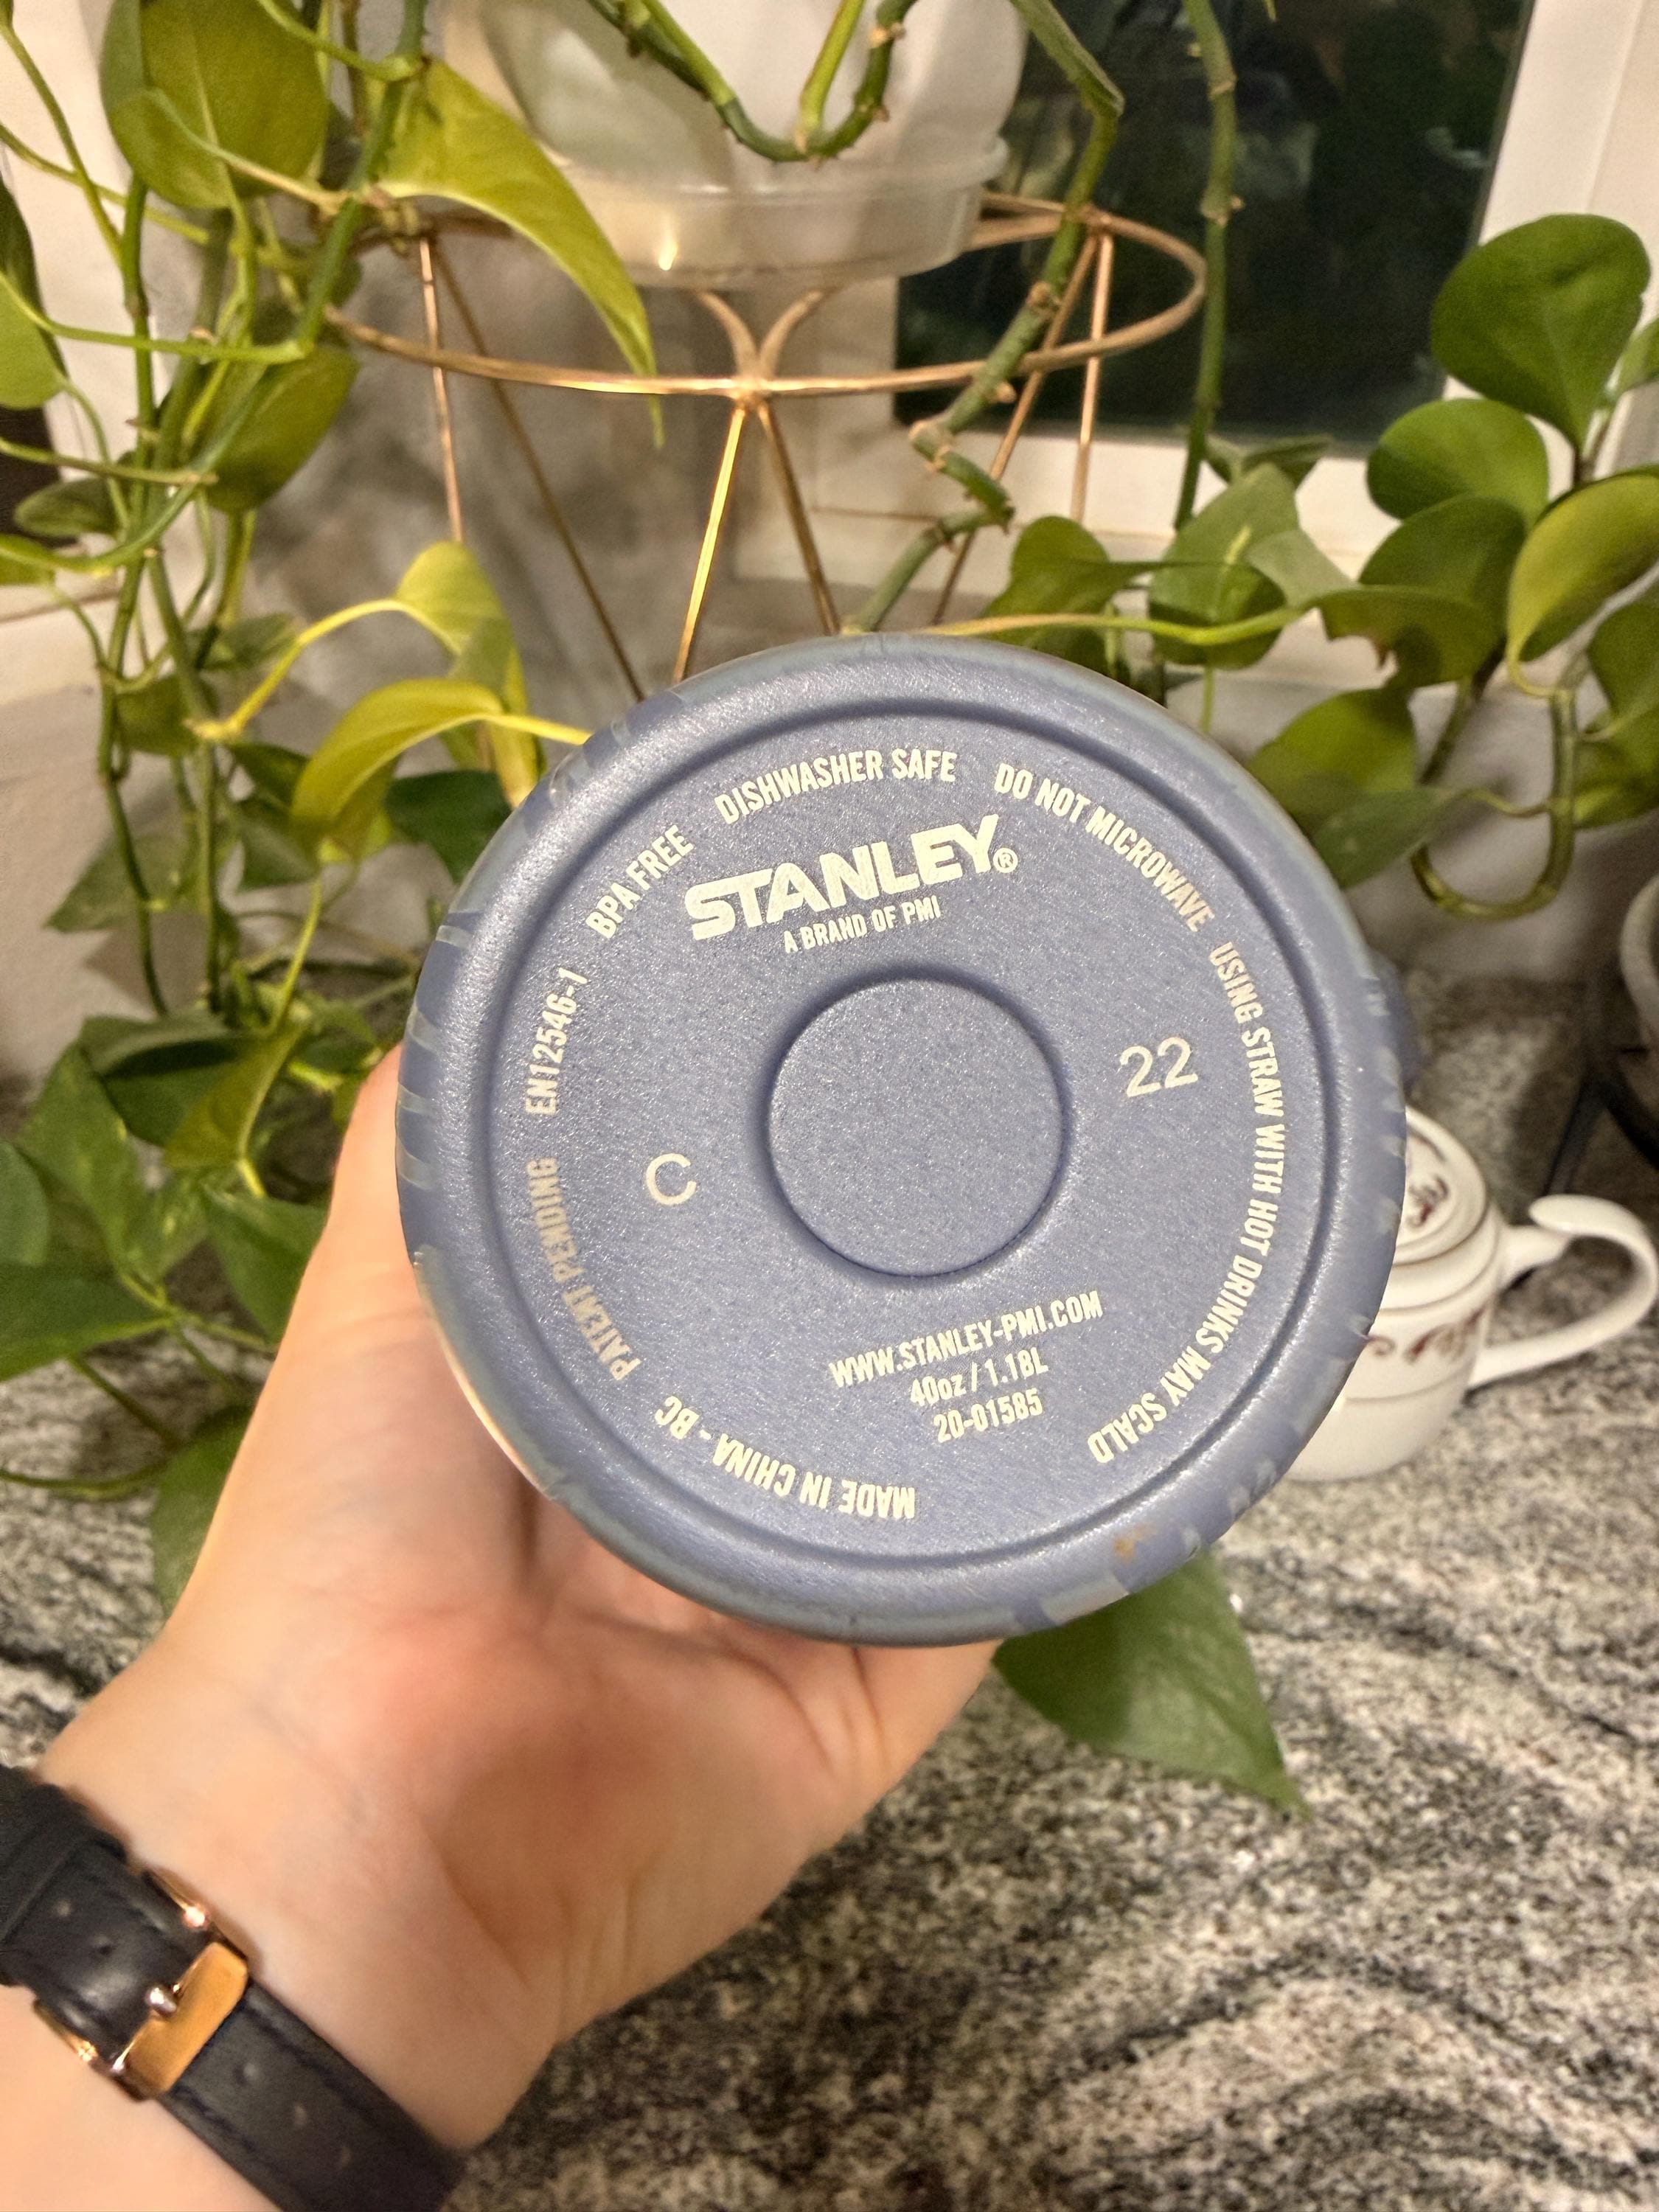 BPA FREE
DISHWASHER SAFE
DO NOT MICROWAVE
USING STRAW WITH HOT DRINKS MAY SCALD
MADE IN CHINA - BC
PATENT PENDING
EN12546-1
STANLEY®
A BRAND OF PMI
22
C
WWW.STANLEY-PMI.COM
40oz / 1.18L
20-01585